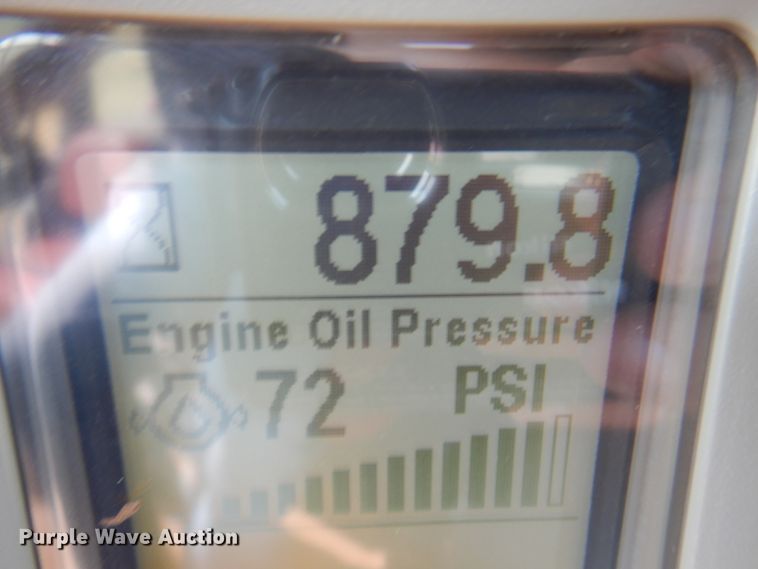 879.8
Engine Oil Pressure
72 PSI
Purple Wave Auction